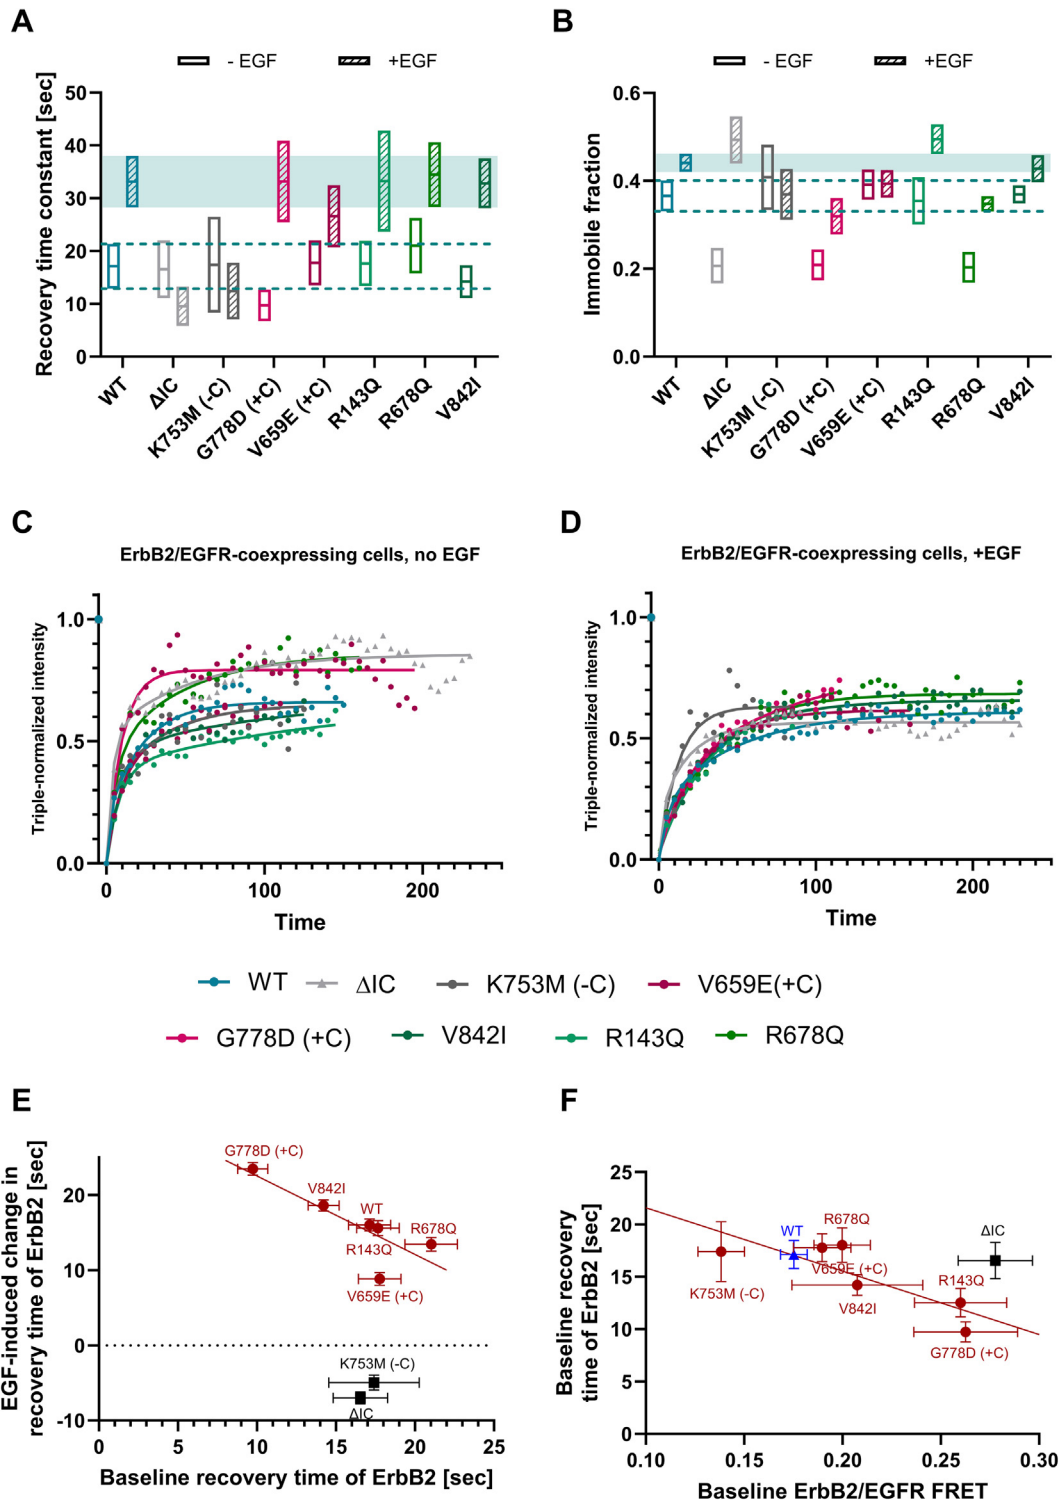 A
- EGF
+EGF
Recovery time constant [sec]
50
40
30
20
10
0
WT
ΔIC
K753M (-C)
G778D (+C)
V659E (+C)
R143Q
R678Q
V842I
B
- EGF
+EGF
Immobile fraction
0.6
0.4
0.2
0.0
WT
ΔIC
K753M (-C)
G778D (+C)
V659E (+C)
R143Q
R678Q
V842I
C
ErbB2/EGFR-coexpressing cells, no EGF
Triple-normalized intensity
1.0
0.5
0.0
0
100
200
Time
D
ErbB2/EGFR-coexpressing cells, +EGF
Triple-normalized intensity
1.0
0.5
0.0
0
100
200
Time
WT
ΔIC
K753M (-C)
V659E(+C)
G778D (+C)
V842I
R143Q
R678Q
E
EGF-induced change in
recovery time of ErbB2 [sec]
20
10
0
-10
G778D (+C)
V842I
WT
R143Q
R678Q
V659E (+C)
K753M (-C)
ΔIC
0
5
10
15
20
25
Baseline recovery time of ErbB2 [sec]
F
Baseline recovery
time of ErbB2 [sec]
25
20
15
10
5
0
WT
R678Q
ΔIC
K753M (-C)
V659E (+C)
V842I
R143Q
G778D (+C)
0.10
0.15
0.20
0.25
0.30
Baseline ErbB2/EGFR FRET